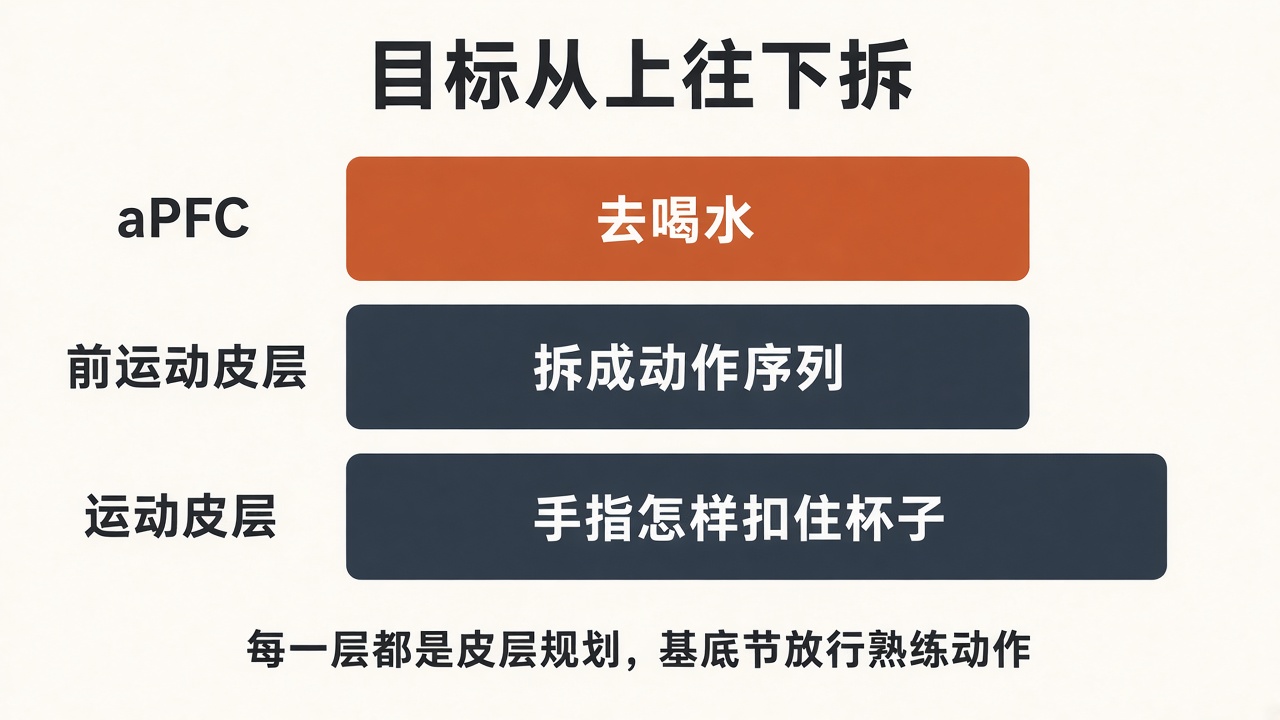 目标从上往下拆
aPFC
去喝水
前运动皮层
拆成动作序列
运动皮层
手指怎样扣住杯子
每一层都是皮层规划，基底节放行熟练动作